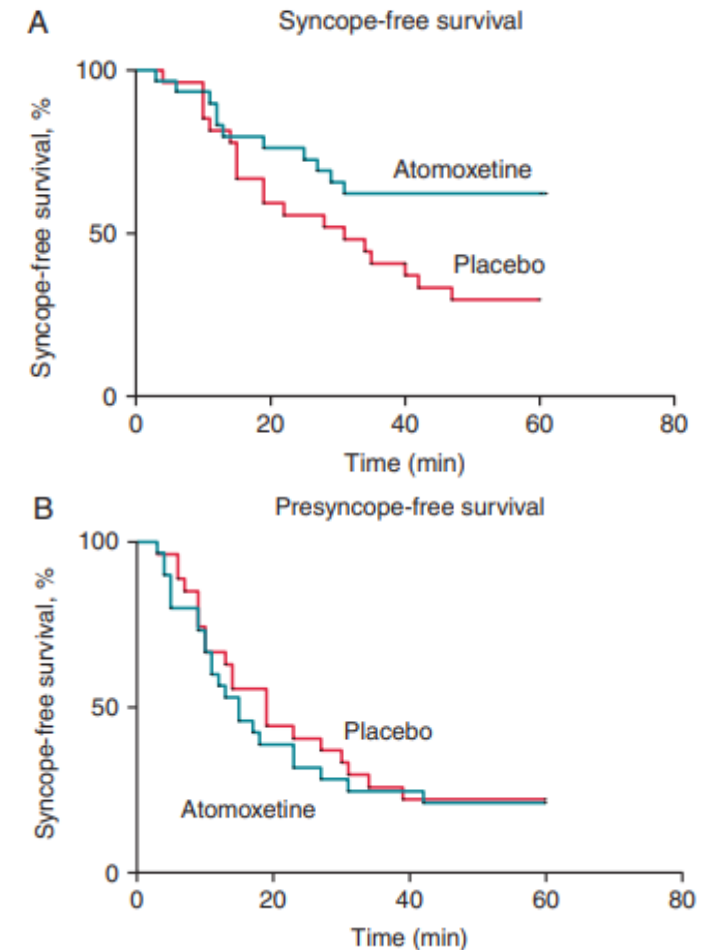 A
Syncope-free survival
Syncope-free survival, %
100
50
0
Atomoxetine
Placebo
0 20 40 60 80
Time (min)
B
Presyncope-free survival
Syncope-free survival, %
100
50
0
Placebo
Atomoxetine
0 20 40 60 80
Time (min)